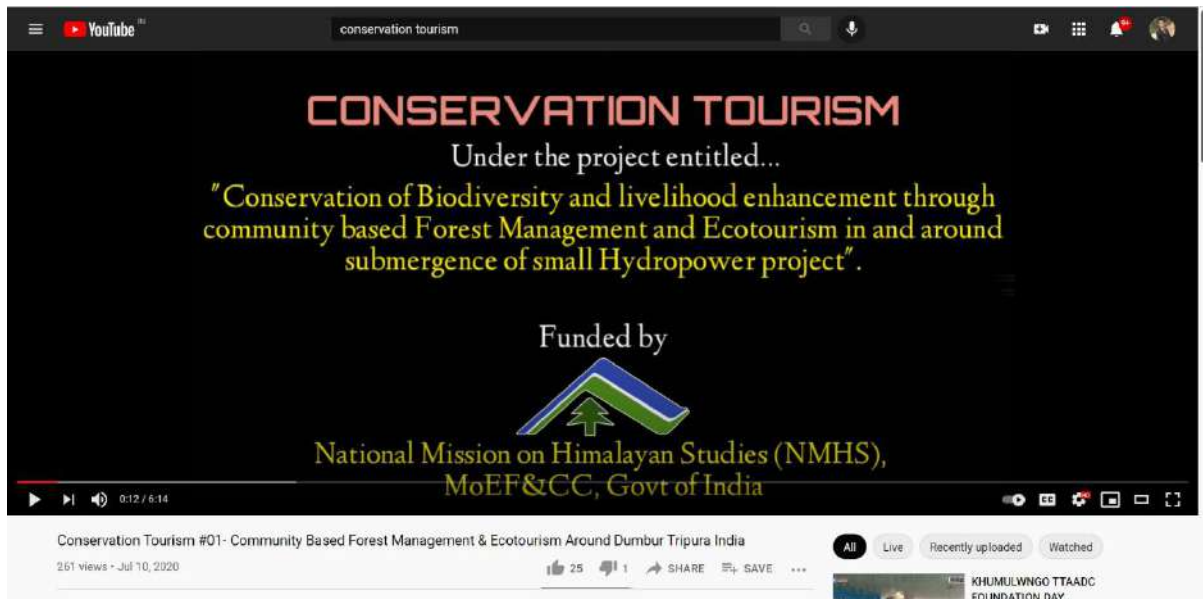 YouTube IN
conservation tourism
9+
CONSERVATION TOURISM
Under the project entitled...
"Conservation of Biodiversity and livelihood enhancement through
community based Forest Management and Ecotourism in and around
submergence of small Hydropower project".
Funded by
National Mission on Himalayan Studies (NMHS),
MoEF&CC, Govt of India
0:12 / 6:14
CC
HD
Conservation Tourism #01- Community Based Forest Management & Ecotourism Around Dumbur Tripura India
261 views • Jul 10, 2020
25
1
SHARE
SAVE
All
Live
Recently uploaded
Watched
KHUMULWNGO TTAADC
FOUNDATION DAY